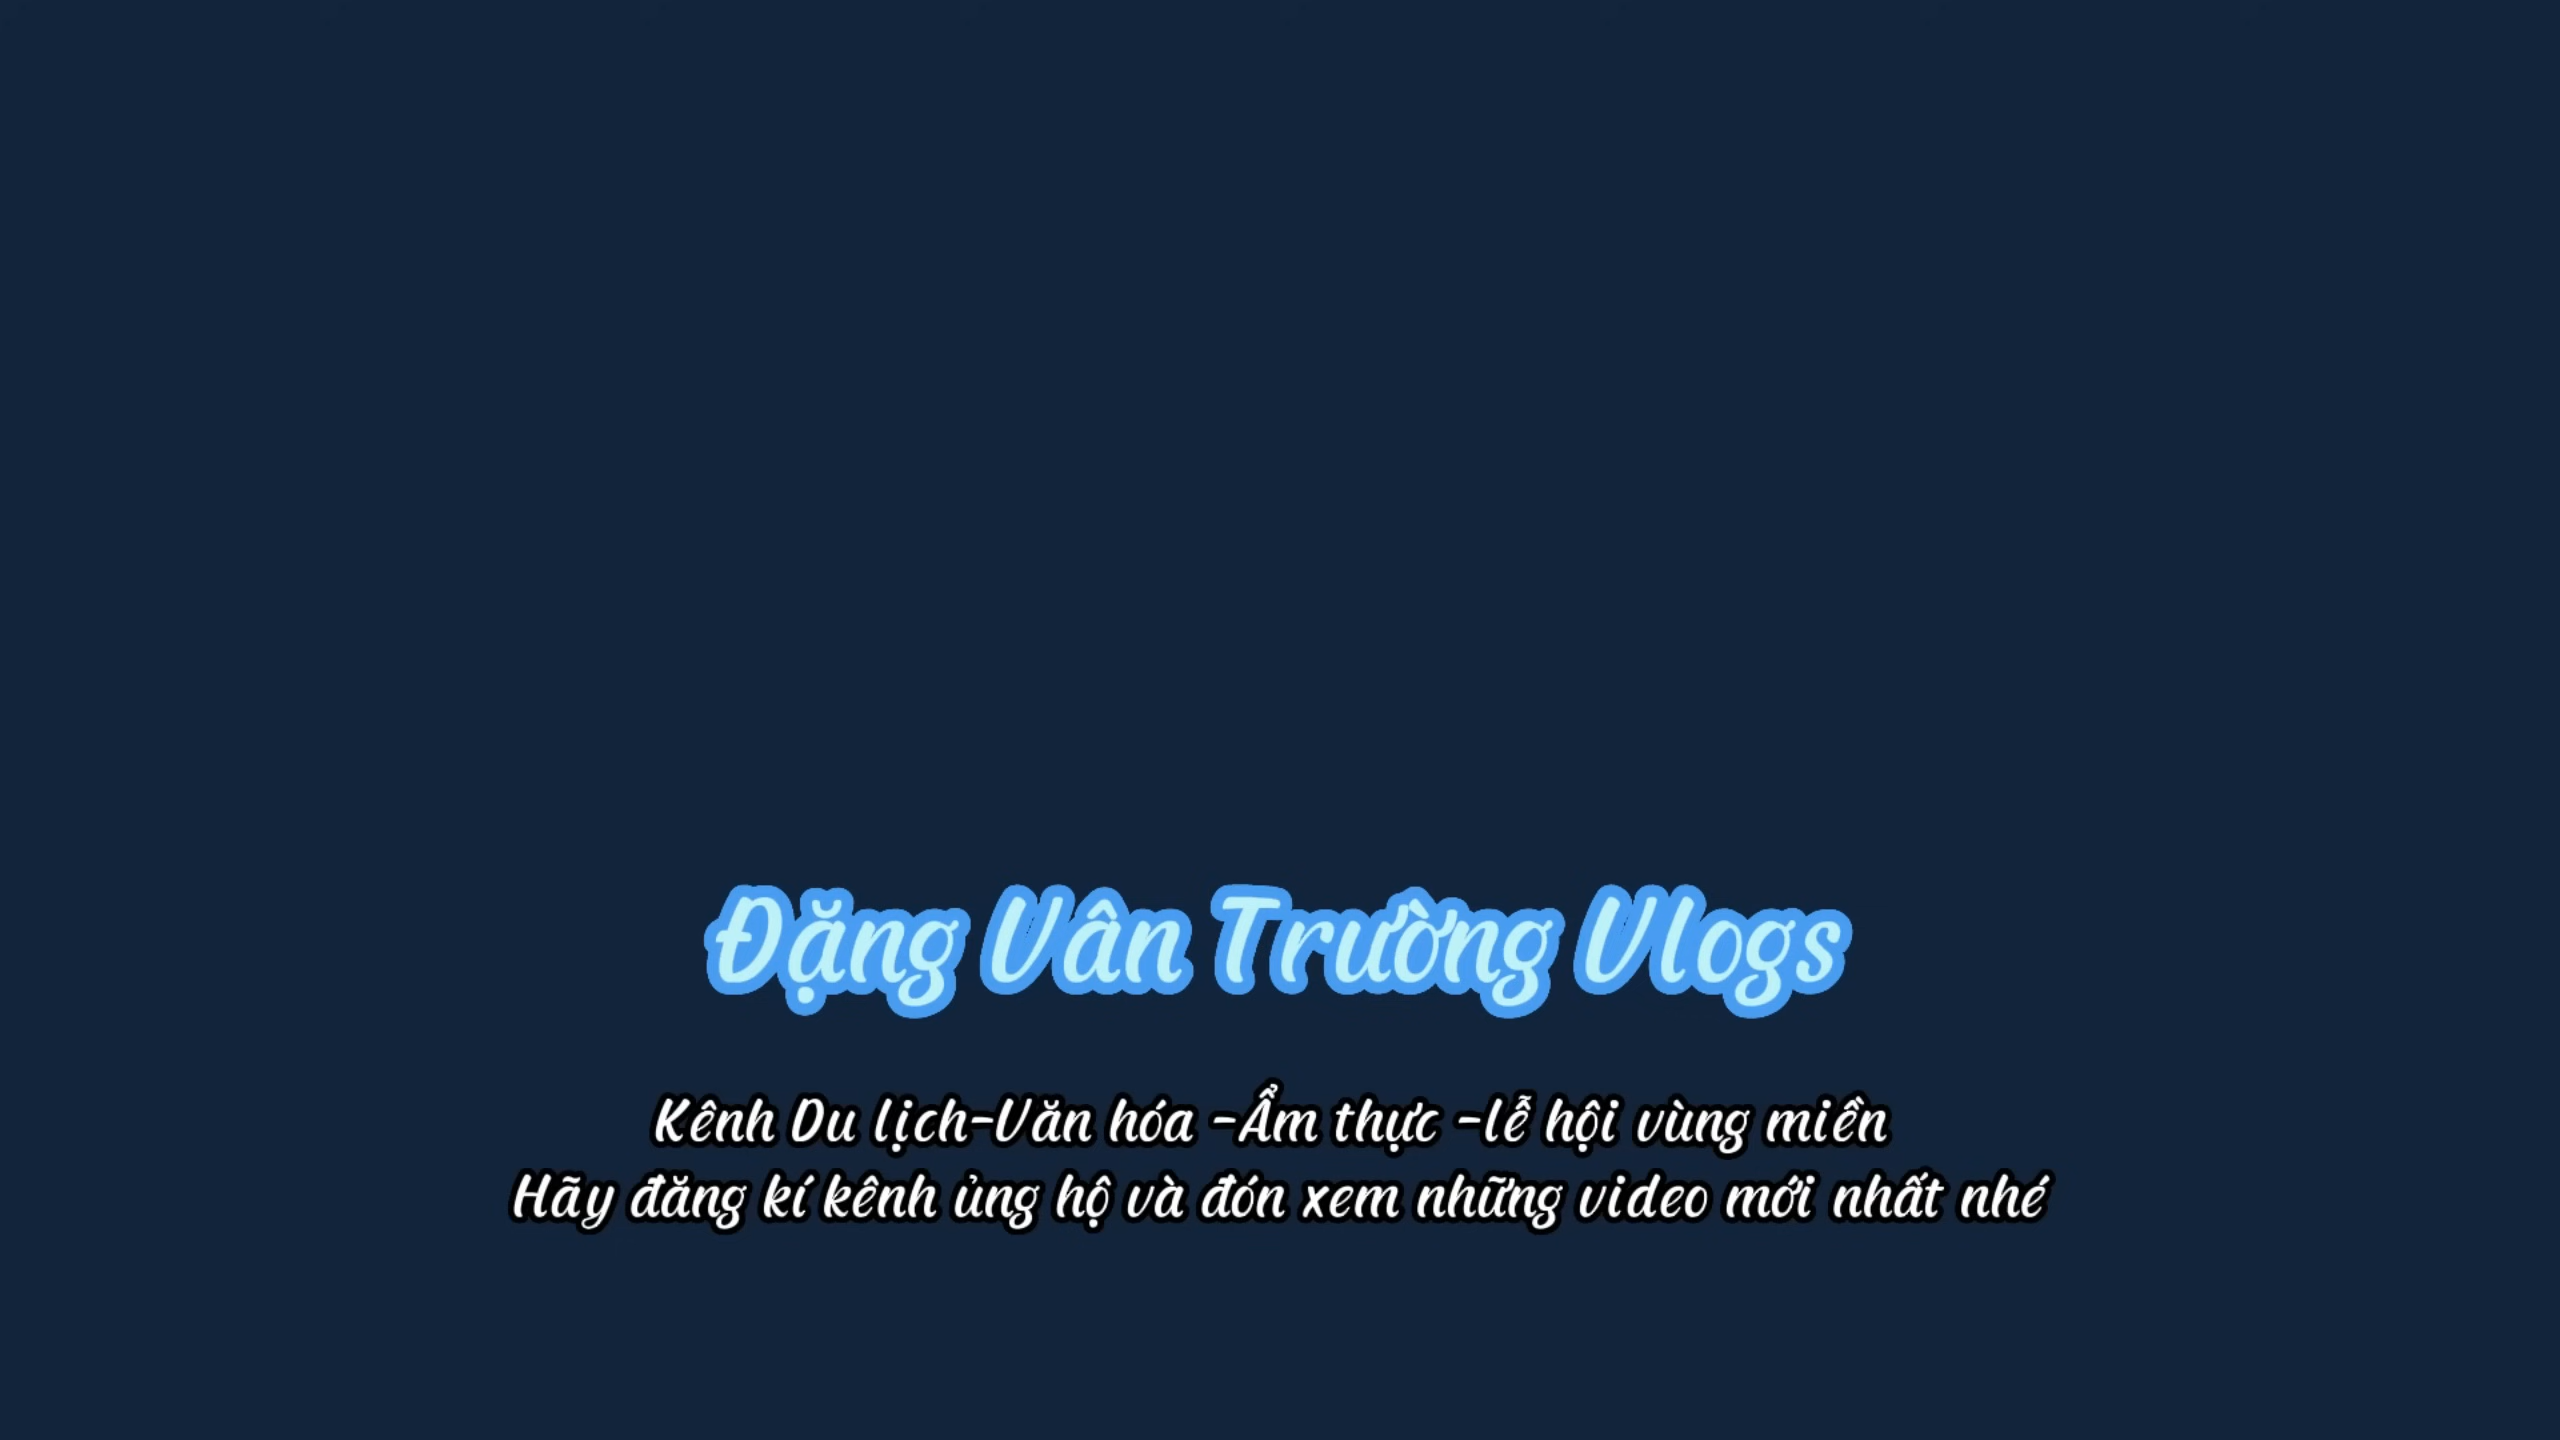 Đặng Vân Trường Vlogs
Kênh Du lịch-Văn hóa -Ẩm thực -lễ hội vùng miền
Hãy đăng kí kênh ủng hộ và đón xem những video mới nhất nhé